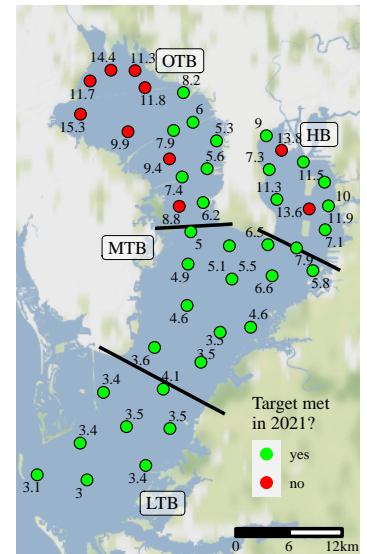 14.4 11.3 OTB
11.7 11.8 8.2
15.3 6
9.9 7.9 5.3 9 13.8 HB
9.4 5.6 7.3 11.5
7.4 11.3 10
8.8 6.2 13.6 11.9
MTB 5 6.5 7.9 7.1
4.9 5.1 5.5 5.8
6.6
4.6 3.5 4.6
3.6 3.5
3.4 4.1
3.4 3.5 3.5
3.1 3 3.4
LTB
Target met
in 2021?
yes
no
0 6 12km